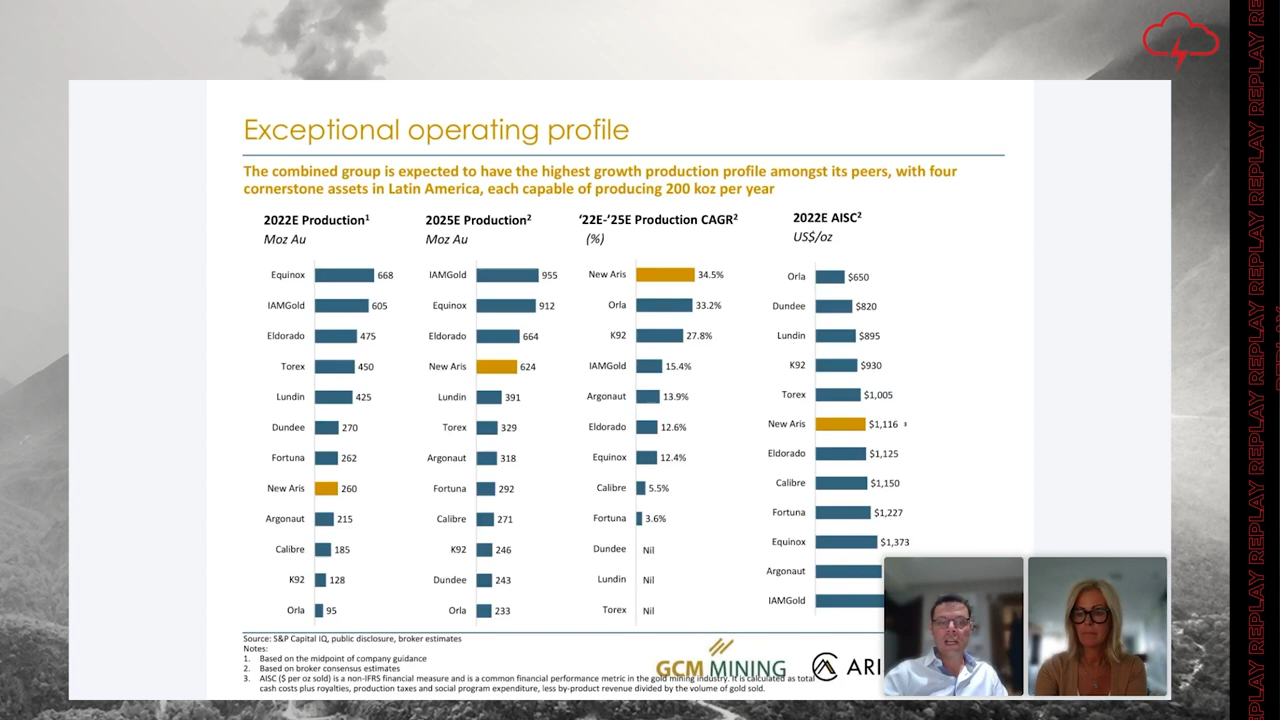 Exceptional operating profile
The combined group is expected to have the highest growth production profile amongst its peers, with four
cornerstone assets in Latin America, each capable of producing 200 koz per year
2022E Production1
Moz Au
Equinox 668
IAMGold 605
Eldorado 475
Torex 450
Lundin 425
Dundee 270
Fortuna 262
New Aris 260
Argonaut 215
Calibre 185
K92 128
Orla 95
2025E Production2
Moz Au
IAMGold 955
Equinox 912
Eldorado 664
New Aris 624
Lundin 391
Torex 329
Argonaut 318
Fortuna 292
Calibre 271
K92 246
Dundee 243
Orla 233
‘22E-’25E Production CAGR2
(%)
New Aris 34.5%
Orla 33.2%
K92 27.8%
IAMGold 15.4%
Argonaut 13.9%
Eldorado 12.6%
Equinox 12.4%
Calibre 5.5%
Fortuna 3.6%
Dundee Nil
Lundin Nil
Torex Nil
2022E AISC2
US$/oz
Orla $650
Dundee $820
Lundin $895
K92 $930
Torex $1,005
New Aris $1,116 3
Eldorado $1,125
Calibre $1,150
Fortuna $1,227
Equinox $1,373
Argonaut
IAMGold
Source: S&P Capital IQ, public disclosure, broker estimates
Notes:
1. Based on the midpoint of company guidance
2. Based on broker consensus estimates
3. AISC ($ per oz sold) is a non-IFRS financial measure and is a common financial performance metric in the gold mining industry. It is calculated as total
cash costs plus royalties, production taxes and social program expenditure, less by-product revenue divided by the volume of gold sold.
GCM MINING
ARI
REPLAY REPLAY REPLAY REPLAY REPLAY REPLAY REPLAY REPLAY REPLAY